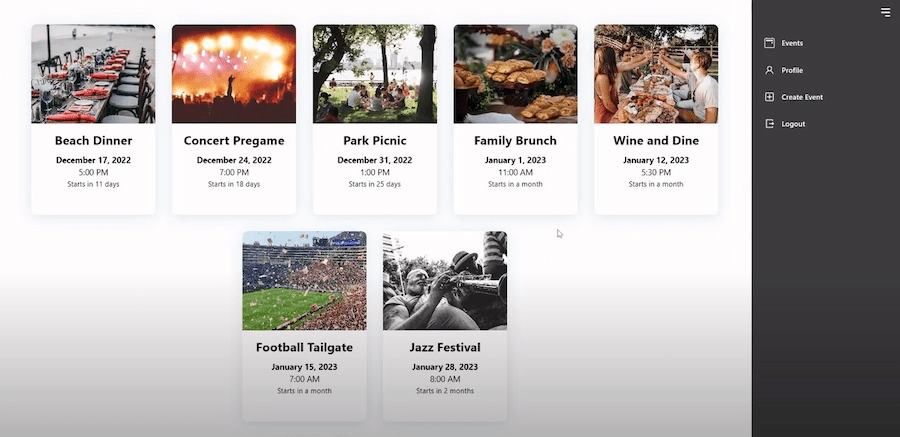 Beach Dinner
December 17, 2022
5:00 PM
Starts in 11 days
Concert Pregame
December 24, 2022
7:00 PM
Starts in 18 days
Park Picnic
December 31, 2022
1:00 PM
Starts in 25 days
Family Brunch
January 1, 2023
11:00 AM
Starts in a month
Wine and Dine
January 12, 2023
5:30 PM
Starts in a month
Football Tailgate
January 15, 2023
7:00 AM
Starts in a month
Jazz Festival
January 28, 2023
8:00 AM
Starts in 2 months
Events
Profile
Create Event
Logout